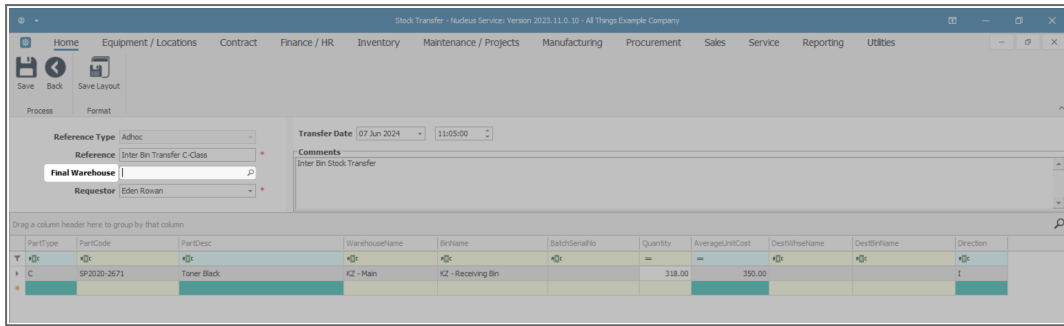 Stock Transfer - Nucleus Service: Version 2023.11.0.10 - All Things Example Company
Home Equipment / Locations Contract Finance / HR Inventory Maintenance / Projects Manufacturing Procurement Sales Service Reporting Utilities
Save Back Save Layout
Process Format
Reference Type Adhoc
Transfer Date 07 Jun 2024 11:05:00
Reference Inter Bin Transfer C-Class *
Comments
Inter Bin Stock Transfer
Final Warehouse
Requestor Eden Rowan *
Drag a column header here to group by that column
PartType PartCode PartDesc WarehouseName BinName BatchSerialNo Quantity AverageUnitCost DestWhseName DestBinName Direction
= =
C SP2020-2671 Toner Black KZ - Main KZ - Receiving Bin 318.00 350.00 I